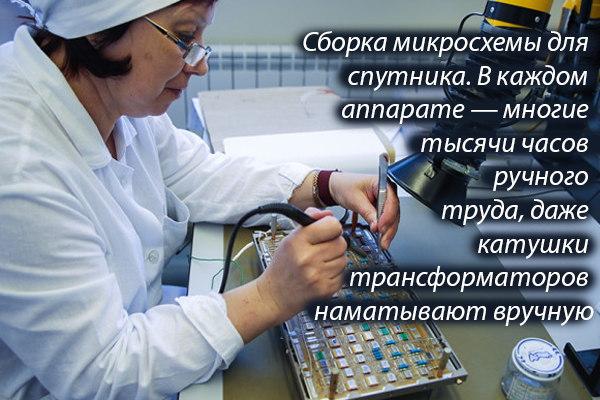 Сборка микросхемы для
спутника. В каждом
аппарате — многие
тысячи часов
ручного
труда, даже
катушки
трансформаторов
наматывают вручную